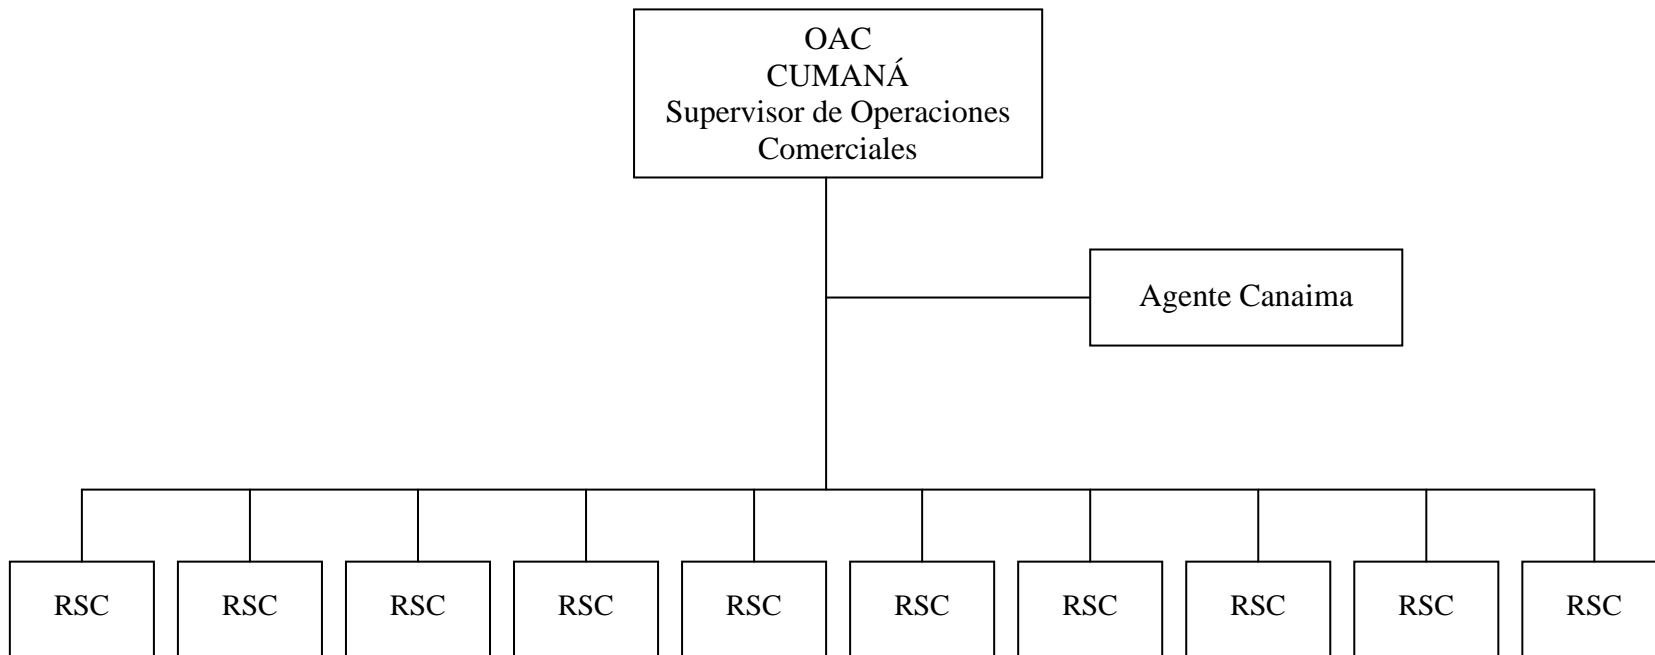 OAC
CUMANÁ
Supervisor de Operaciones
Comerciales
Agente Canaima
RSC RSC RSC RSC RSC RSC RSC RSC RSC RSC